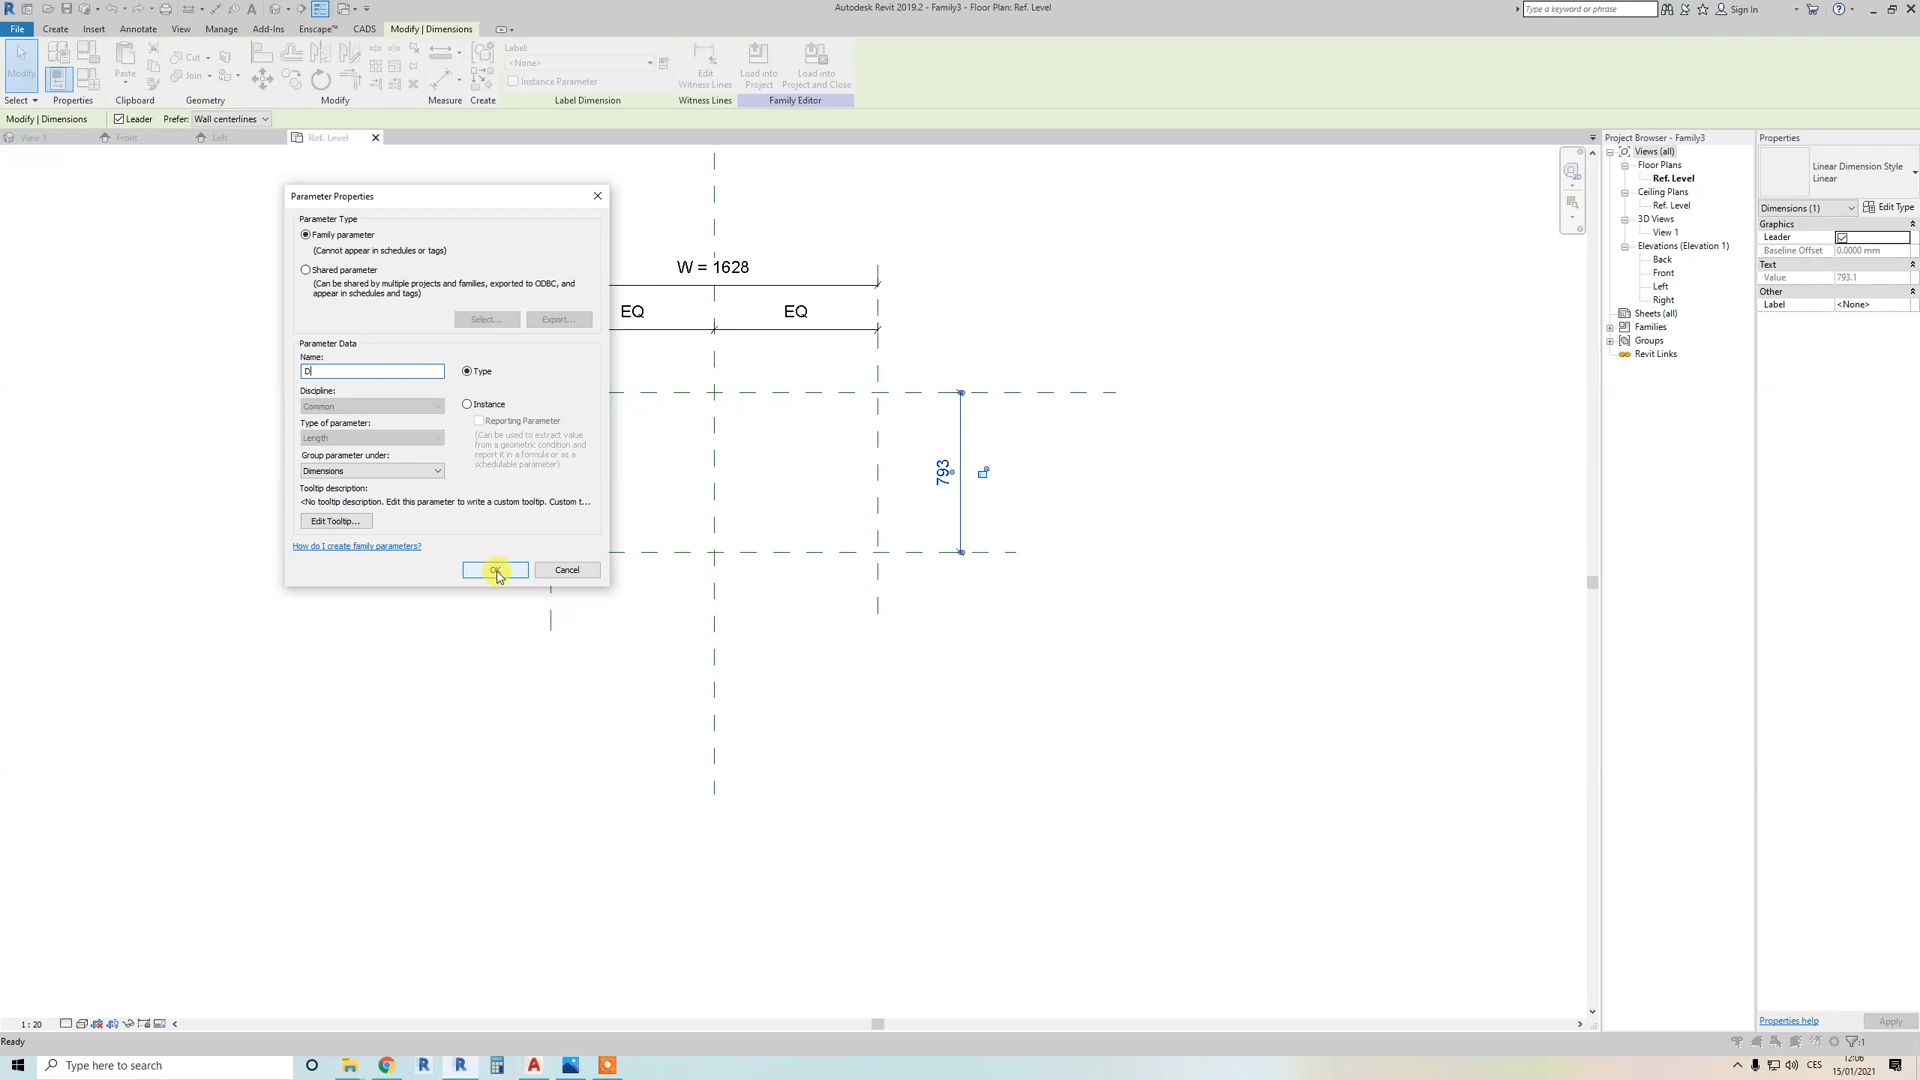 Autodesk Revit 2019.2 - Family3 - Floor Plan: Ref. Level
Type a keyword or phrase
Sign In
File Create Insert Annotate View Manage Add-Ins Enscape™ CADS Modify | Dimensions
Modify
Paste
Cut
Join
Label:
<None>
Instance Parameter
Edit Witness Lines
Load into Project
Load into Project and Close
Select Properties Clipboard Geometry Modify Measure Create Label Dimension Witness Lines Family Editor
Modify | Dimensions Leader Prefer: Wall centerlines
View 1 Front Left Ref. Level
Parameter Properties
Parameter Type
Family parameter
(Cannot appear in schedules or tags)
Shared parameter
(Can be shared by multiple projects and families, exported to ODBC, and
appear in schedules and tags)
Select... Export...
Parameter Data
Name:
D
Type
Discipline:
Common
Instance
Reporting Parameter
(Can be used to extract value
from a geometric condition and
report it in a formula or as a
schedulable parameter)
Type of parameter:
Length
Group parameter under:
Dimensions
Tooltip description:
<No tooltip description. Edit this parameter to write a custom tooltip. Custom t...
Edit Tooltip...
How do I create family parameters?
OK Cancel
W = 1628
EQ EQ
793
Project Browser - Family3
Views (all)
Floor Plans
Ref. Level
Ceiling Plans
Ref. Level
3D Views
View 1
Elevations (Elevation 1)
Back
Front
Left
Right
Sheets (all)
Families
Groups
Revit Links
Properties
Linear Dimension Style
Linear
Dimensions (1) Edit Type
Graphics
Leader
Baseline Offset 0.0000 mm
Text
Value 793.1
Other
Label <None>
Properties help Apply
1 : 20
Ready
:1
Type here to search
CES
12:06
15/01/2021